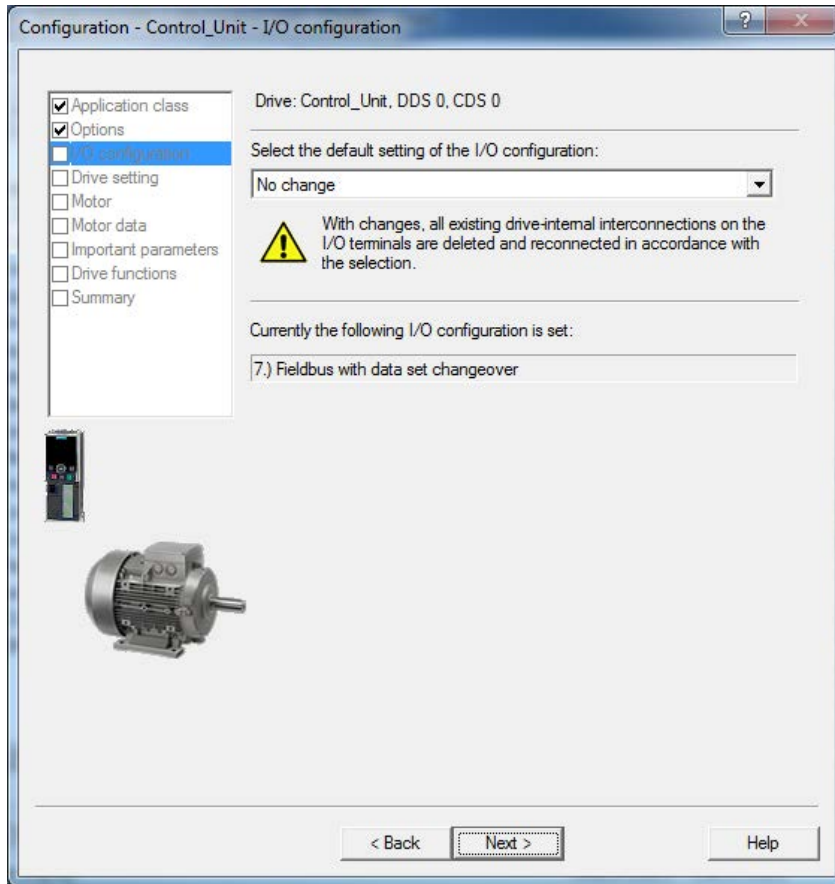 Configuration - Control_Unit - I/O configuration
Application class
Options
I/O configuration
Drive setting
Motor
Motor data
Important parameters
Drive functions
Summary
Drive: Control_Unit, DDS 0, CDS 0
Select the default setting of the I/O configuration:
No change
With changes, all existing drive-internal interconnections on the
I/O terminals are deleted and reconnected in accordance with
the selection.
Currently the following I/O configuration is set:
7.) Fieldbus with data set changeover
< Back
Next >
Help